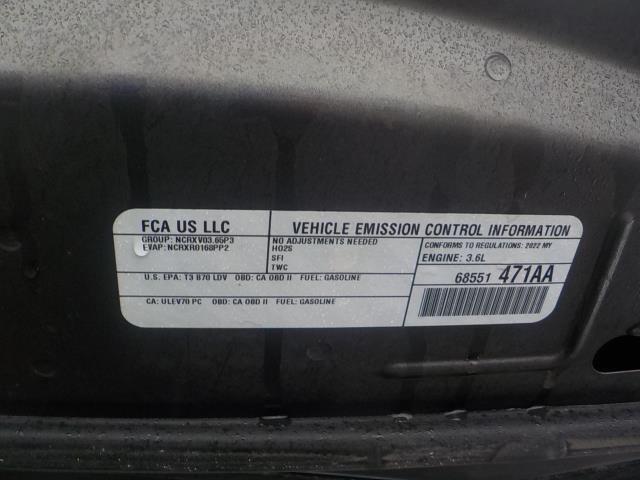 FCA US LLC
VEHICLE EMISSION CONTROL INFORMATION
GROUP: NCRXV03.65P3
EVAP: NCRXR0168PP2
NO ADJUSTMENTS NEEDED
HO2S
SFI
TWC
CONFORMS TO REGULATIONS: 2022 MY
ENGINE: 3.6L
U.S. EPA: T3 B70 LDV OBD: CA OBD II FUEL: GASOLINE
68551 471AA
CA: ULEV70 PC OBD: CA OBD II FUEL: GASOLINE